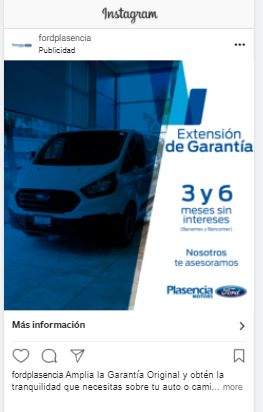 Instagram
fordplasencia
Publicidad
Extensión
de Garantía
3 y 6
meses sin
intereses
(Banamex y Bancomer)
Nosotros
te asesoramos
Plasencia
MOTORS
Ford
Más información
fordplasencia Amplia la Garantía Original y obtén la
tranquilidad que necesitas sobre tu auto o cami... more